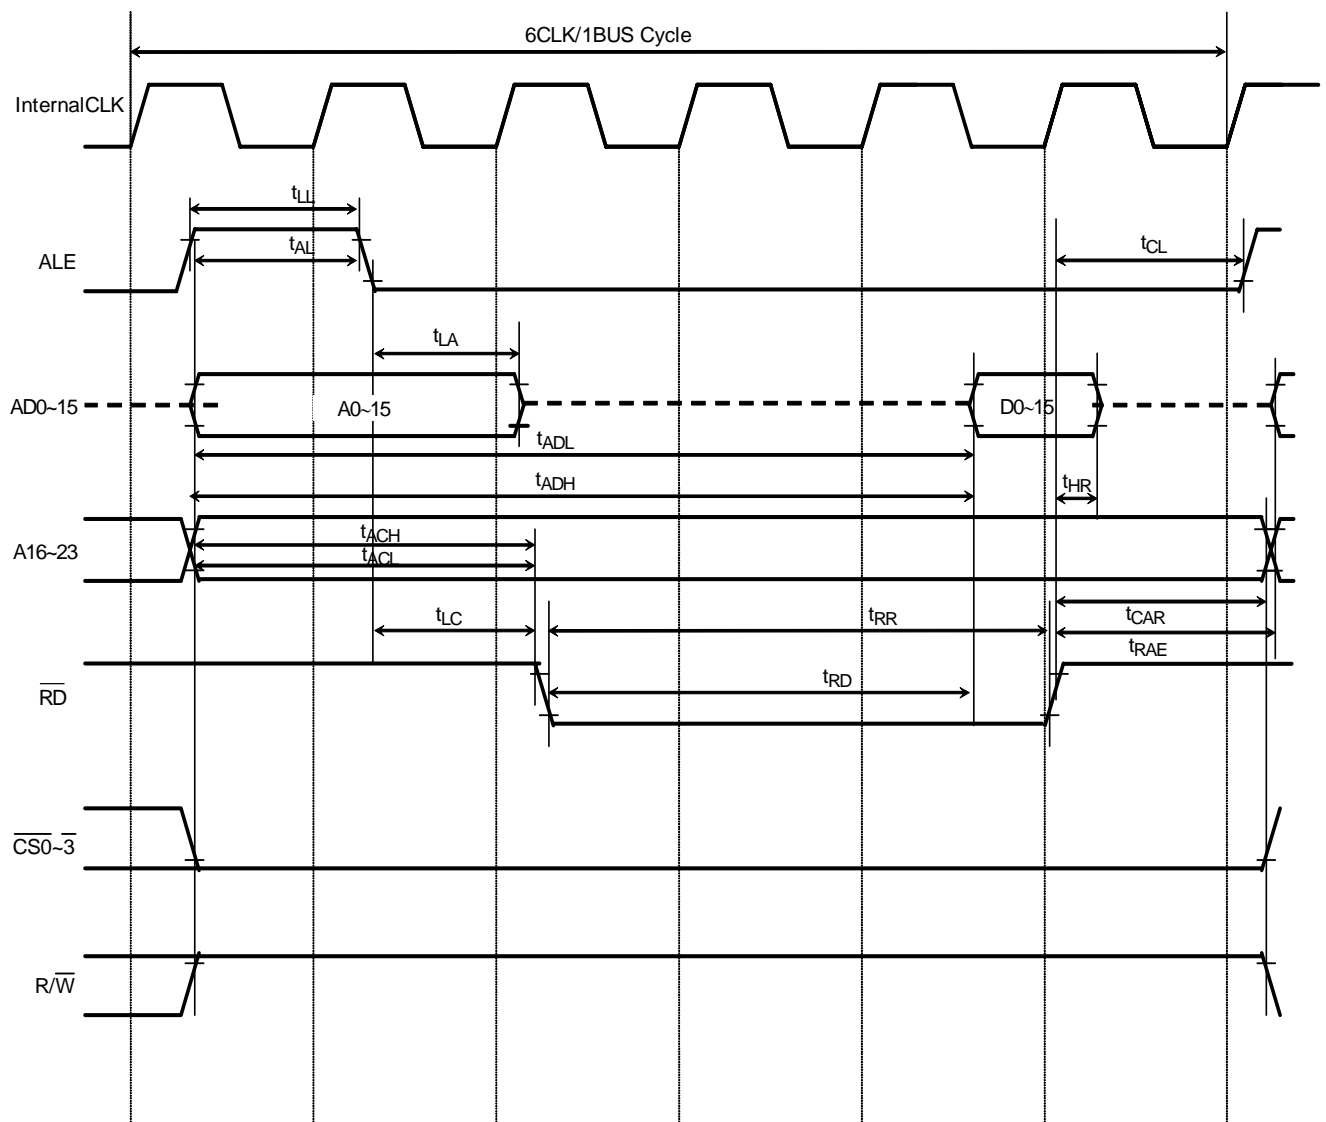 6CLK/1BUS Cycle
InternalCLK
tLL
tAL
tCL
ALE
tLA
AD0~15
A0~15
D0~15
tADL
tADH
tHR
tACH
A16~23
tACL
tLC
tRR
tCAR
tRAE
tRD
RD
CS0~3
R/W